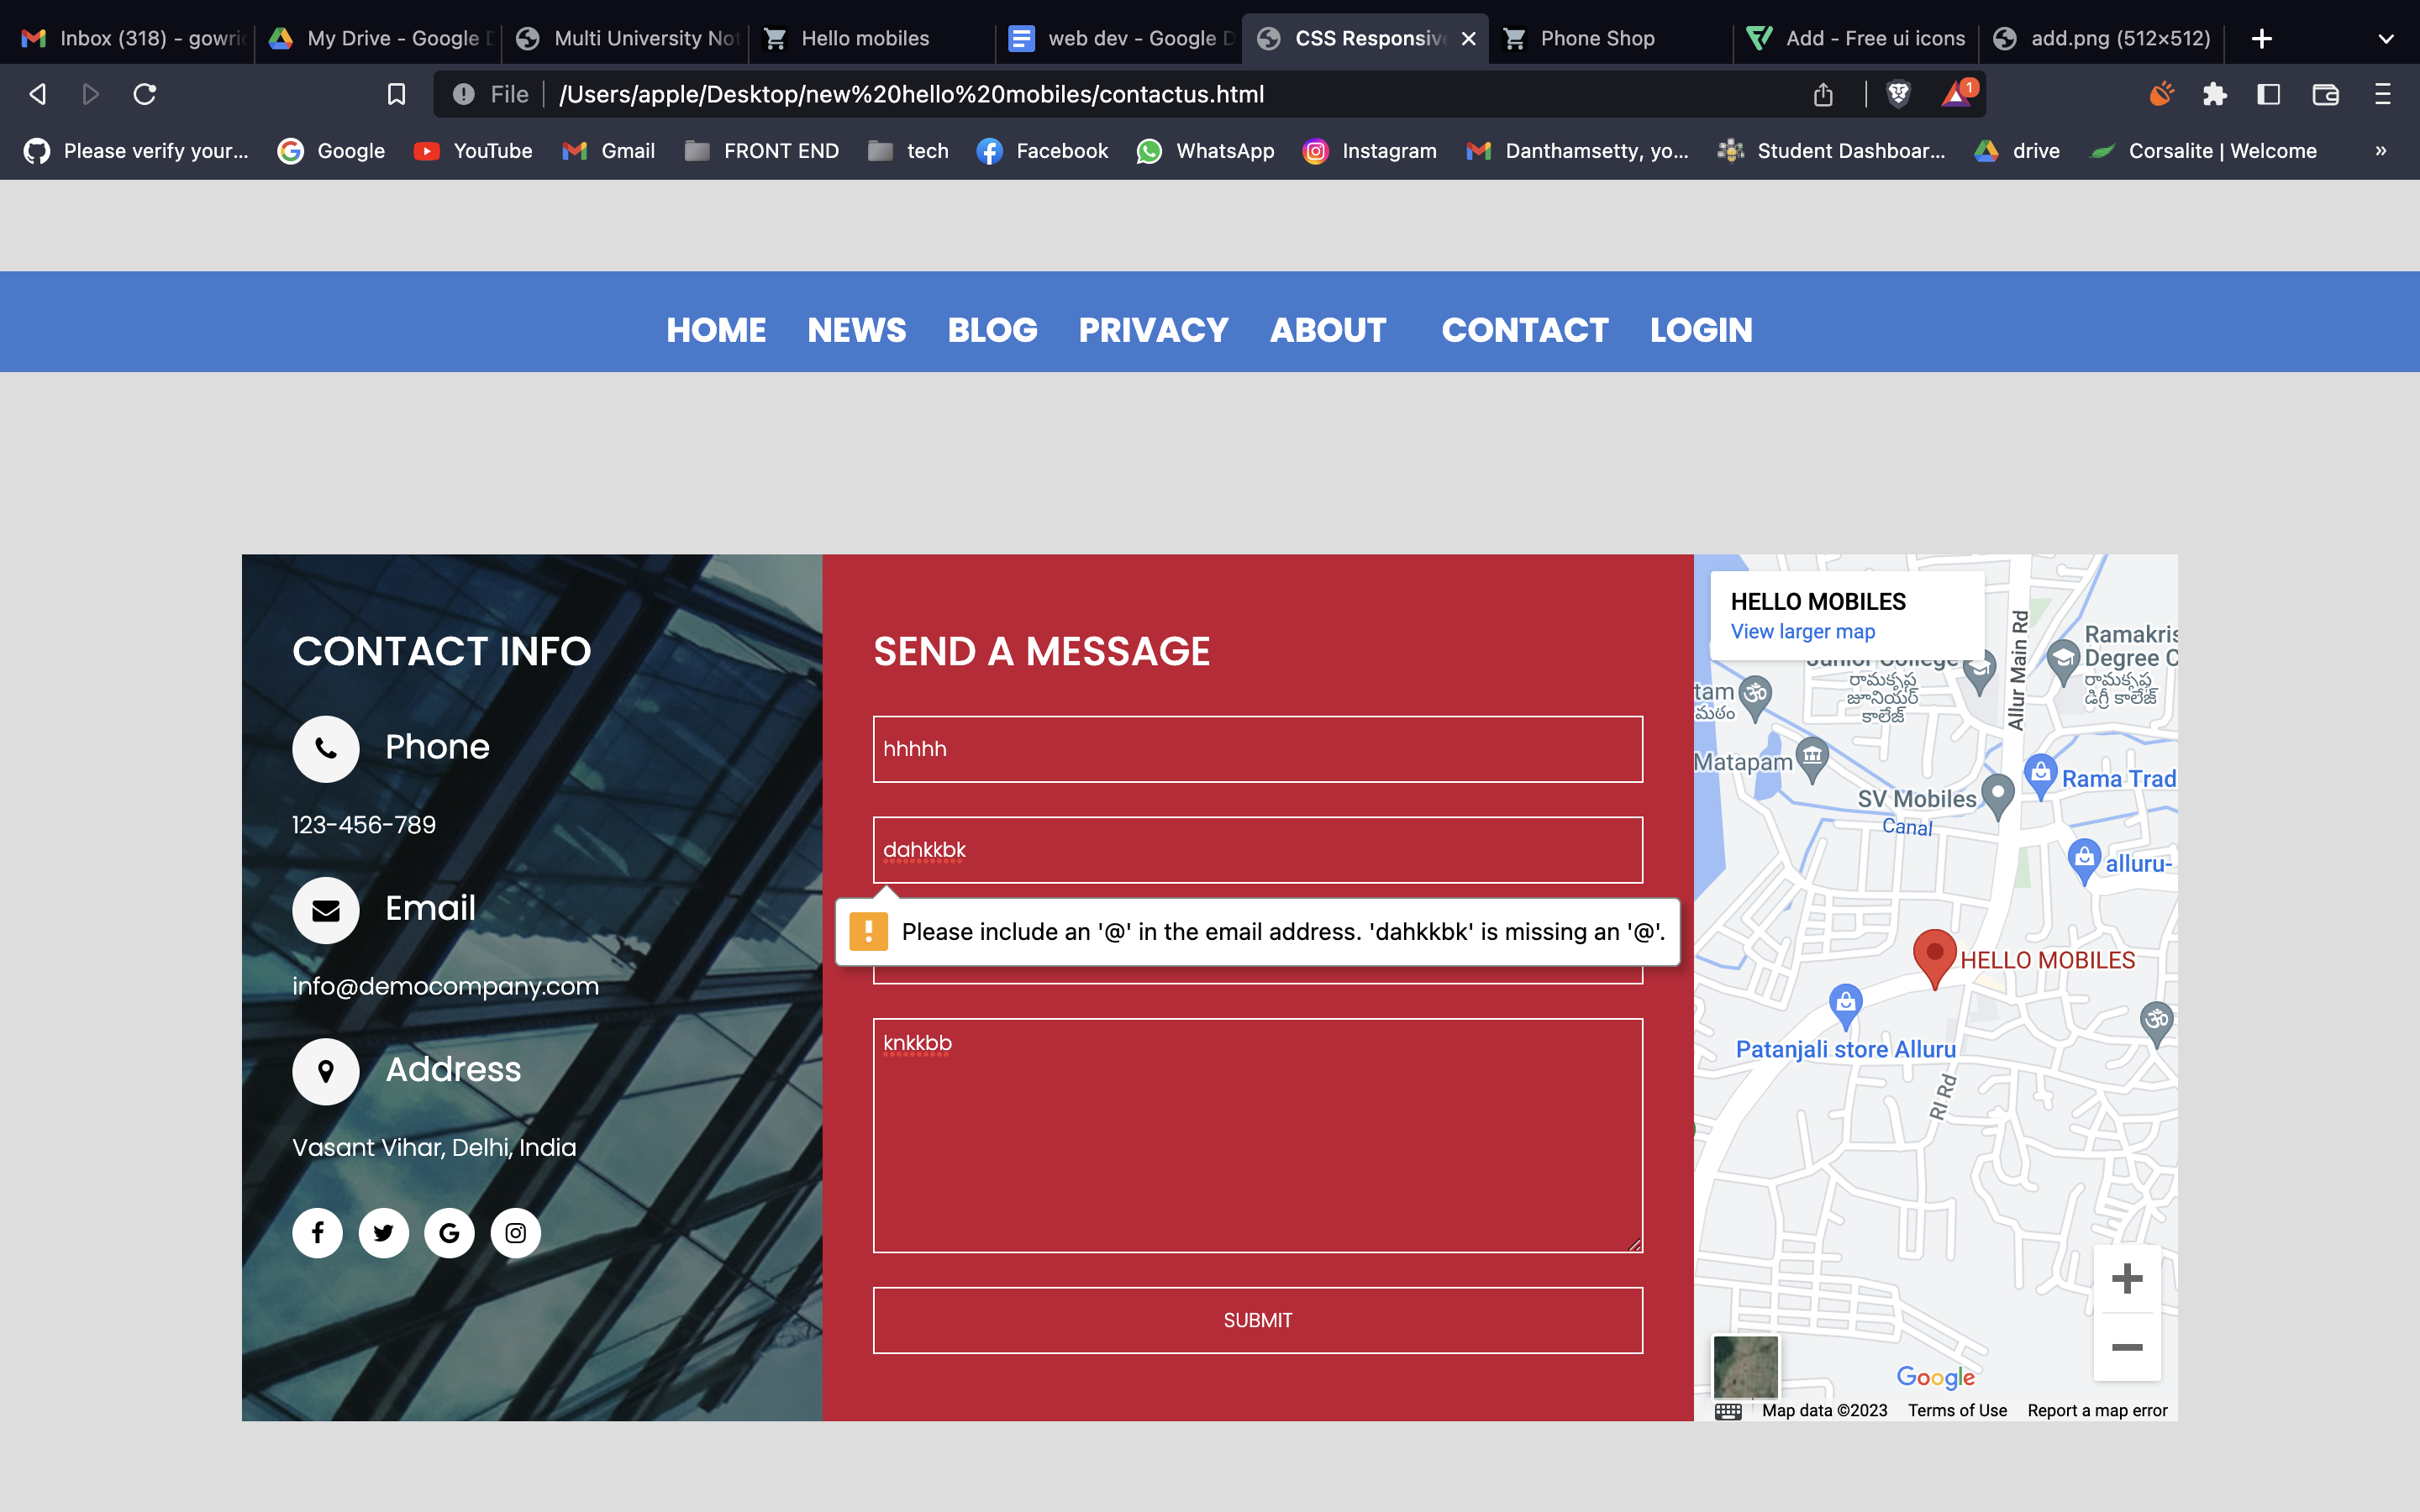 Inbox (318) - gowri
My Drive - Google D
Multi University Not
Hello mobiles
web dev - Google D
CSS Responsive
Phone Shop
Add - Free ui icons
add.png (512×512)
File
/Users/apple/Desktop/new%20hello%20mobiles/contactus.html
1
Please verify your...
Google
YouTube
Gmail
FRONT END
tech
Facebook
WhatsApp
Instagram
Danthamsetty, yo...
Student Dashboar...
drive
Corsalite | Welcome
»
HOME NEWS BLOG PRIVACY ABOUT CONTACT LOGIN
CONTACT INFO
Phone
123-456-789
Email
info@democompany.com
Address
Vasant Vihar, Delhi, India
SEND A MESSAGE
hhhhh
dahkkbk
Please include an '@' in the email address. 'dahkkbk' is missing an '@'.
knkkbb
SUBMIT
HELLO MOBILES
View larger map
Junior College
రామకృష్ణ
జూనియర్
కాలేజ్
Allur Main Rd
Ramakris
Degree C
రామకృష్ణ
డిగ్రీ కాలేజ్
tam
మఠం
Matapam
SV Mobiles
Canal
Rama Trad
alluru-
HELLO MOBILES
Patanjali store Alluru
RI Rd
Google
Map data ©2023
Terms of Use
Report a map error